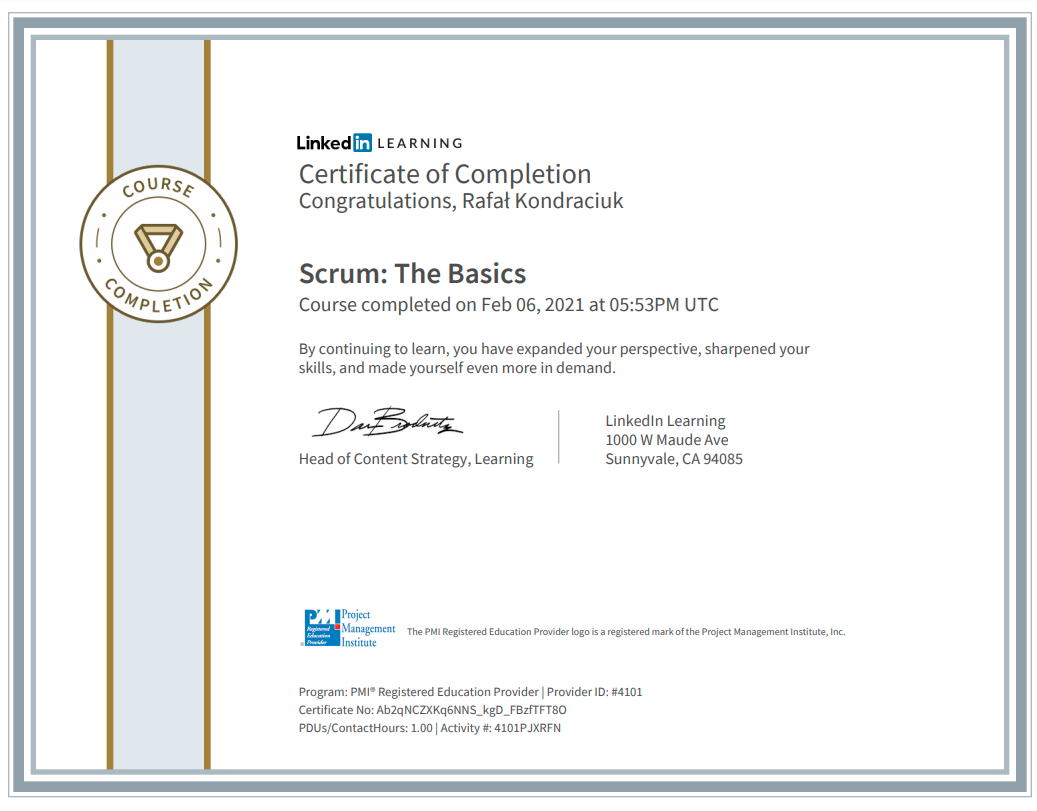 COURSE
COMPLETION
Linked in LEARNING
Certificate of Completion
Congratulations, Rafał Kondraciuk
Scrum: The Basics
Course completed on Feb 06, 2021 at 05:53PM UTC
By continuing to learn, you have expanded your perspective, sharpened your
skills, and made yourself even more in demand.
Head of Content Strategy, Learning
LinkedIn Learning
1000 W Maude Ave
Sunnyvale, CA 94085
PMI
Registered
Education
Provider
Project
Management
Institute
The PMI Registered Education Provider logo is a registered mark of the Project Management Institute, Inc.
Program: PMI® Registered Education Provider | Provider ID: #4101
Certificate No: Ab2qNCZXKq6NNS_kgD_FBzfTFT8O
PDUs/ContactHours: 1.00 | Activity #: 4101PJXRFN